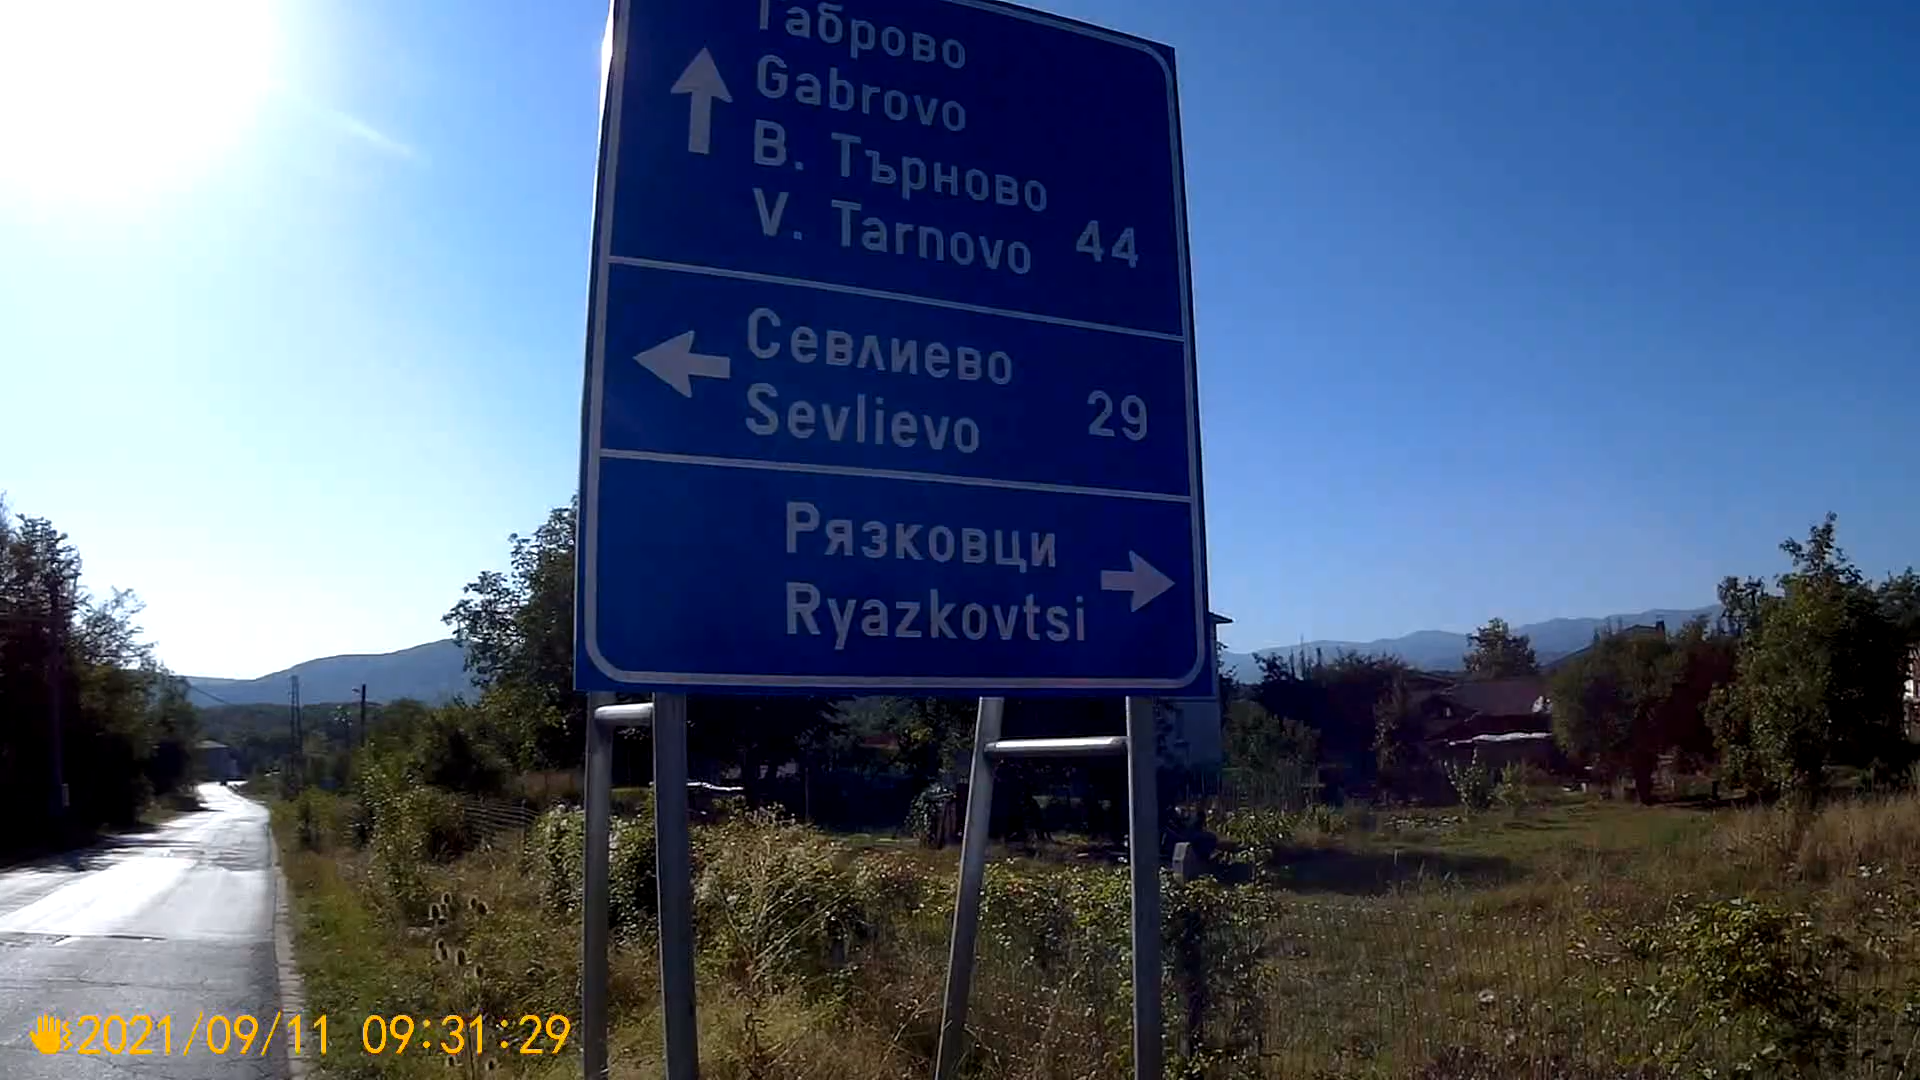 Габрово
Gabrovo
В. Търново
V. Tarnovo 44
Севлиево
Sevlievo 29
Рязковци
Ryazkovtsi
2021/09/11 09:31:29